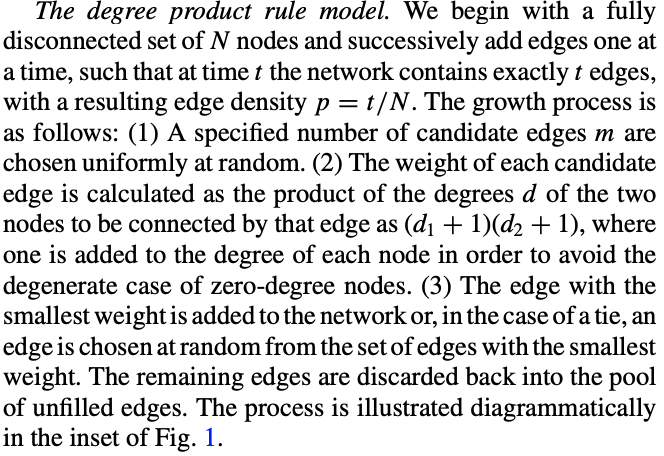 The degree product rule model. We begin with a fully
disconnected set of N nodes and successively add edges one at
a time, such that at time t the network contains exactly t edges,
with a resulting edge density p = t/N. The growth process is
as follows: (1) A specified number of candidate edges m are
chosen uniformly at random. (2) The weight of each candidate
edge is calculated as the product of the degrees d of the two
nodes to be connected by that edge as (d₁ + 1)(d₂ + 1), where
one is added to the degree of each node in order to avoid the
degenerate case of zero-degree nodes. (3) The edge with the
smallest weight is added to the network or, in the case of a tie, an
edge is chosen at random from the set of edges with the smallest
weight. The remaining edges are discarded back into the pool
of unfilled edges. The process is illustrated diagrammatically
in the inset of Fig. 1.